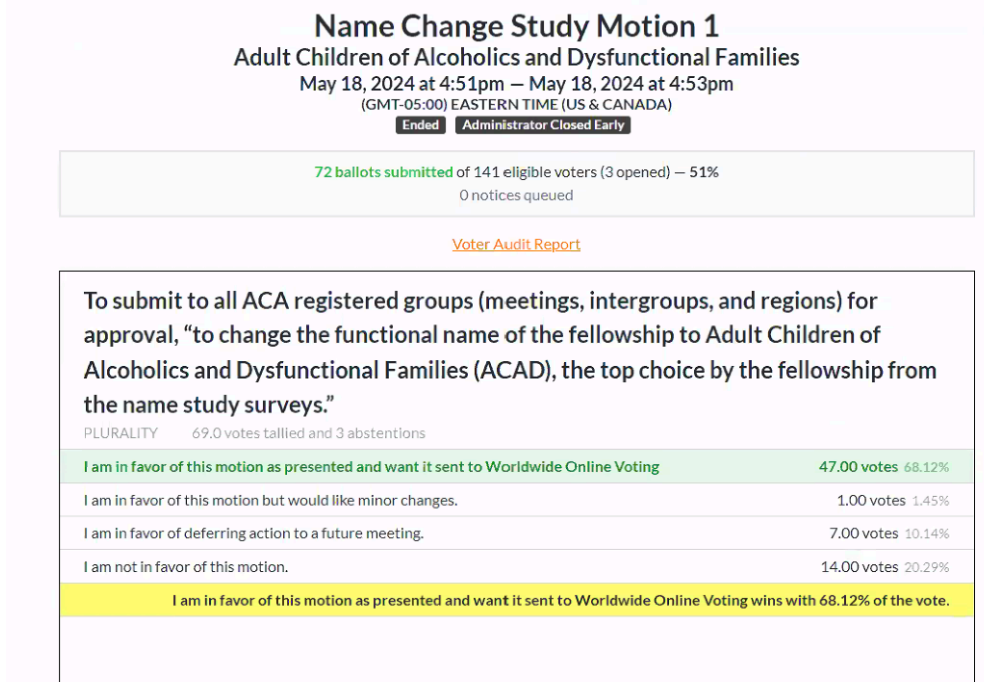 Name Change Study Motion 1
Adult Children of Alcoholics and Dysfunctional Families
May 18, 2024 at 4:51pm — May 18, 2024 at 4:53pm
(GMT-05:00) EASTERN TIME (US & CANADA)
Ended Administrator Closed Early
72 ballots submitted of 141 eligible voters (3 opened) — 51%
0 notices queued
Voter Audit Report
To submit to all ACA registered groups (meetings, intergroups, and regions) for
approval, “to change the functional name of the fellowship to Adult Children of
Alcoholics and Dysfunctional Families (ACAD), the top choice by the fellowship from
the name study surveys.”
PLURALITY 69.0 votes tallied and 3 abstentions
I am in favor of this motion as presented and want it sent to Worldwide Online Voting 47.00 votes 68.12%
I am in favor of this motion but would like minor changes. 1.00 votes 1.45%
I am in favor of deferring action to a future meeting. 7.00 votes 10.14%
I am not in favor of this motion. 14.00 votes 20.29%
I am in favor of this motion as presented and want it sent to Worldwide Online Voting wins with 68.12% of the vote.